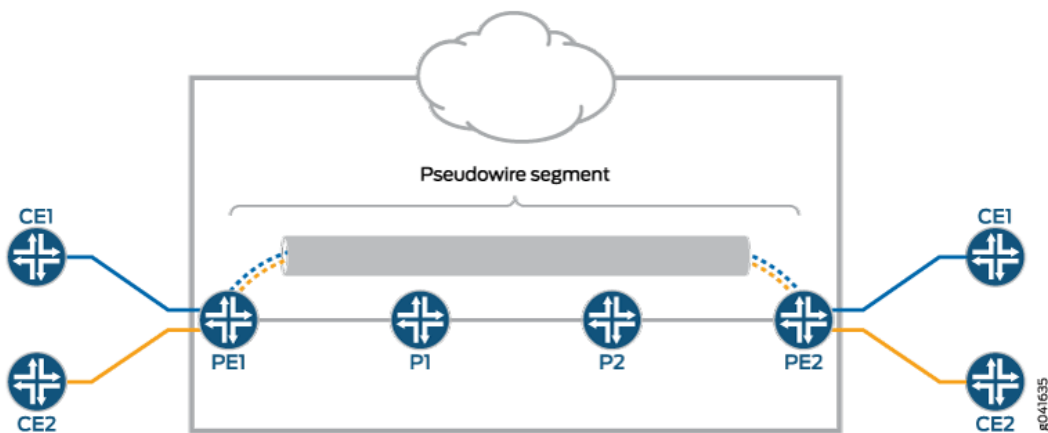 Pseudowire segment
CE1
CE1
PE1
P1
P2
PE2
CE2
CE2
g041635